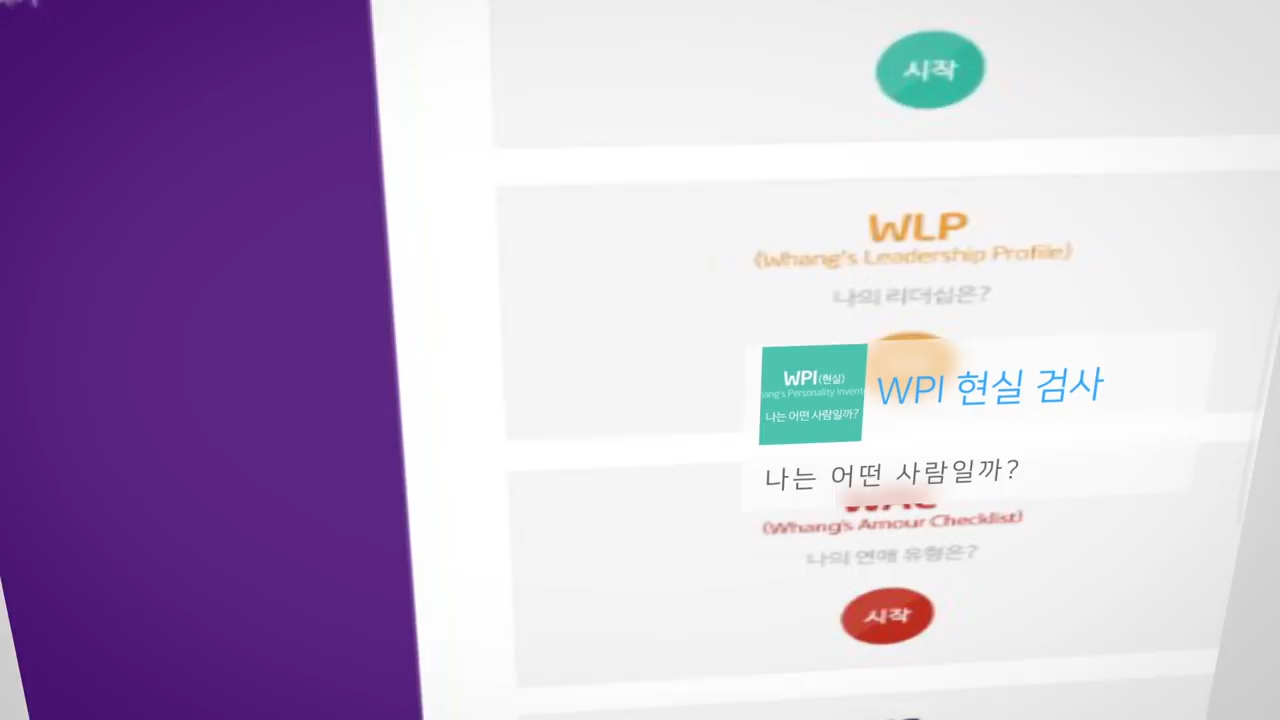 시작
WLP
(Whang's Leadership Profile)
나의 리더십은?
WPI(현실)
나는 어떤 사람일까?
WPI 현실 검사
나는 어떤 사람일까?
(Whang's Amour Checklist)
나의 연애 유형은?
시작